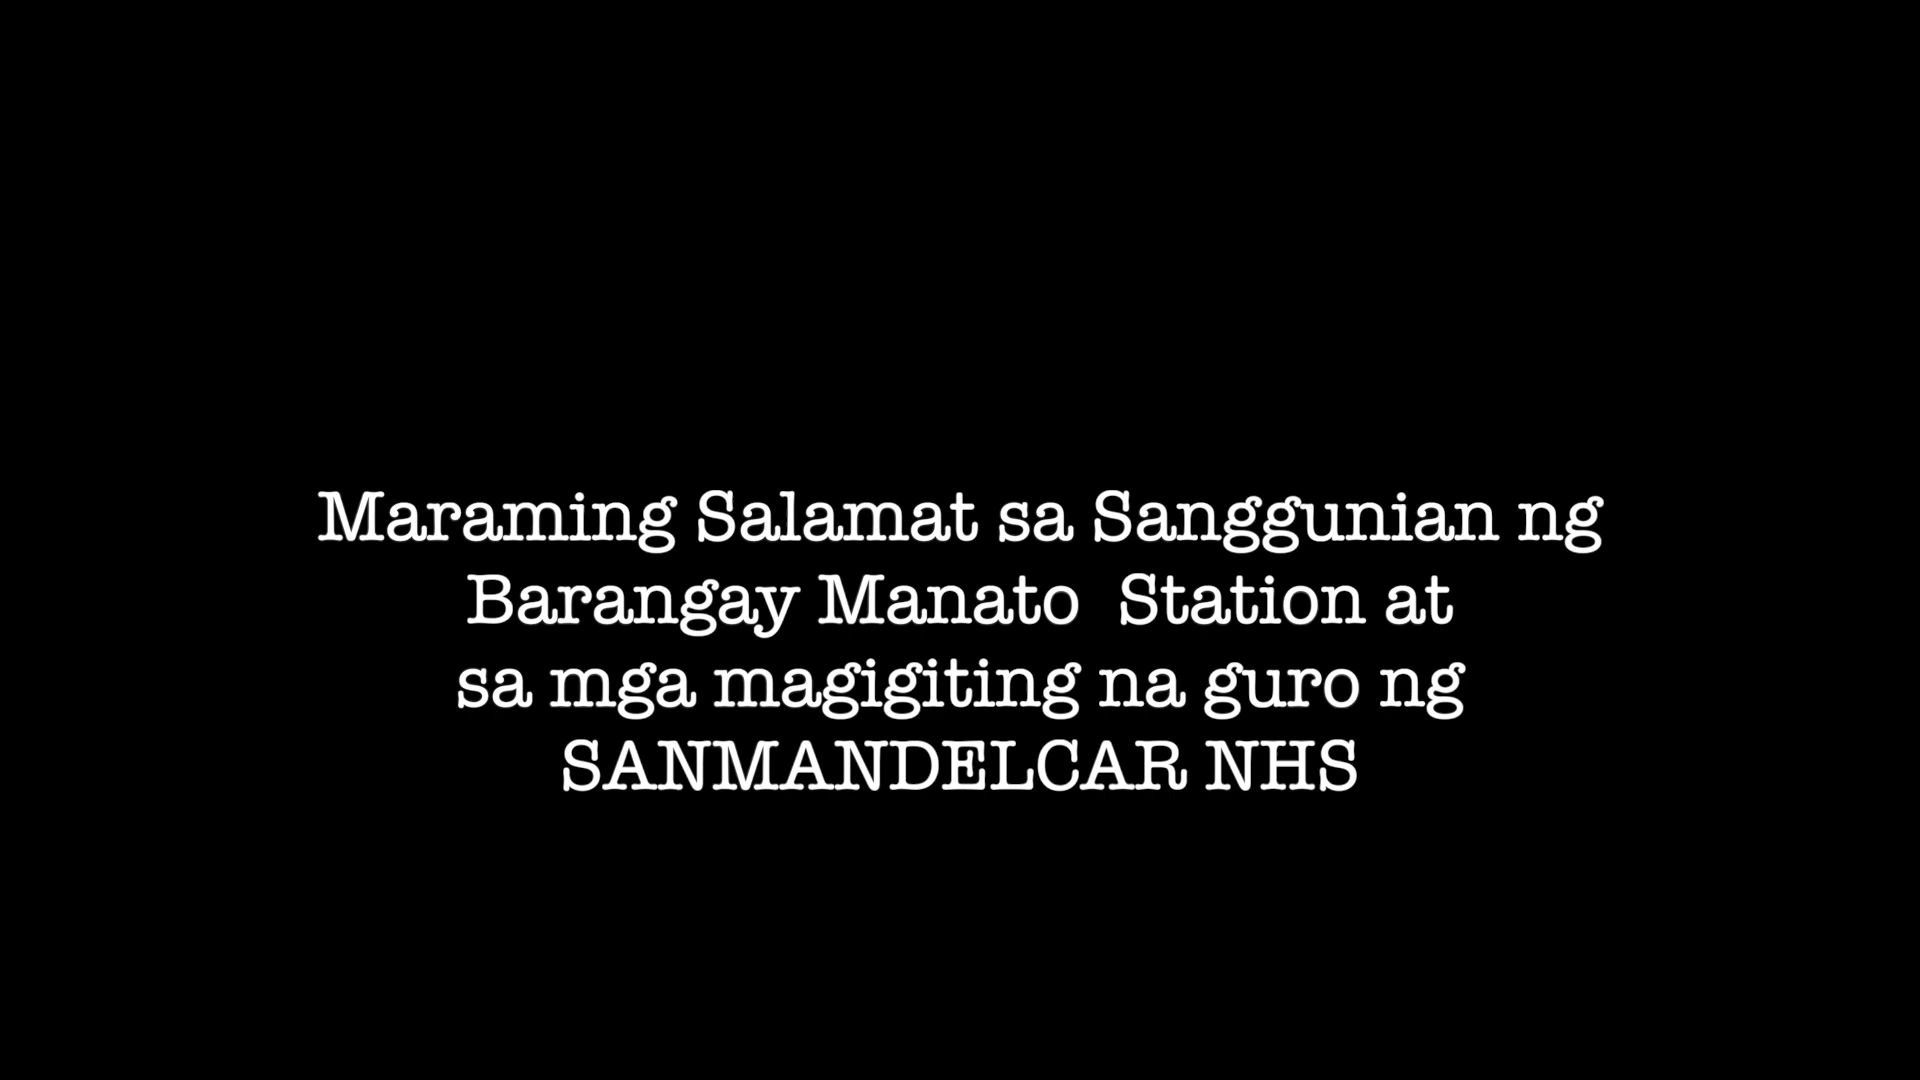 Maraming Salamat sa Sanggunian ng
Barangay Manato  Station at
sa mga magigiting na guro ng
SANMANDELCAR NHS